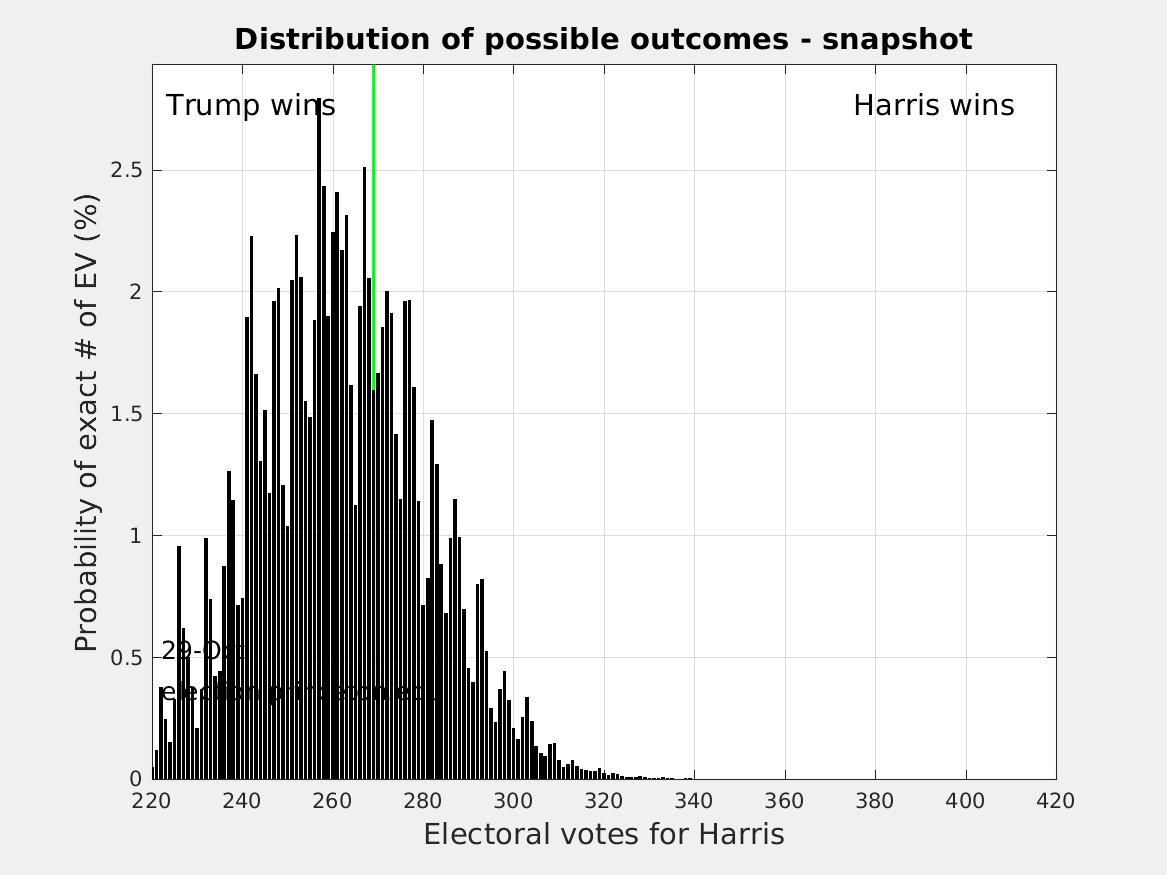 Distribution of possible outcomes - snapshot
Trump wins
Harris wins
Probability of exact # of EV (%)
2.5
2
1.5
1
0.5
0
29-Oct
220 240 260 280 300 320 340 360 380 400 420
Electoral votes for Harris